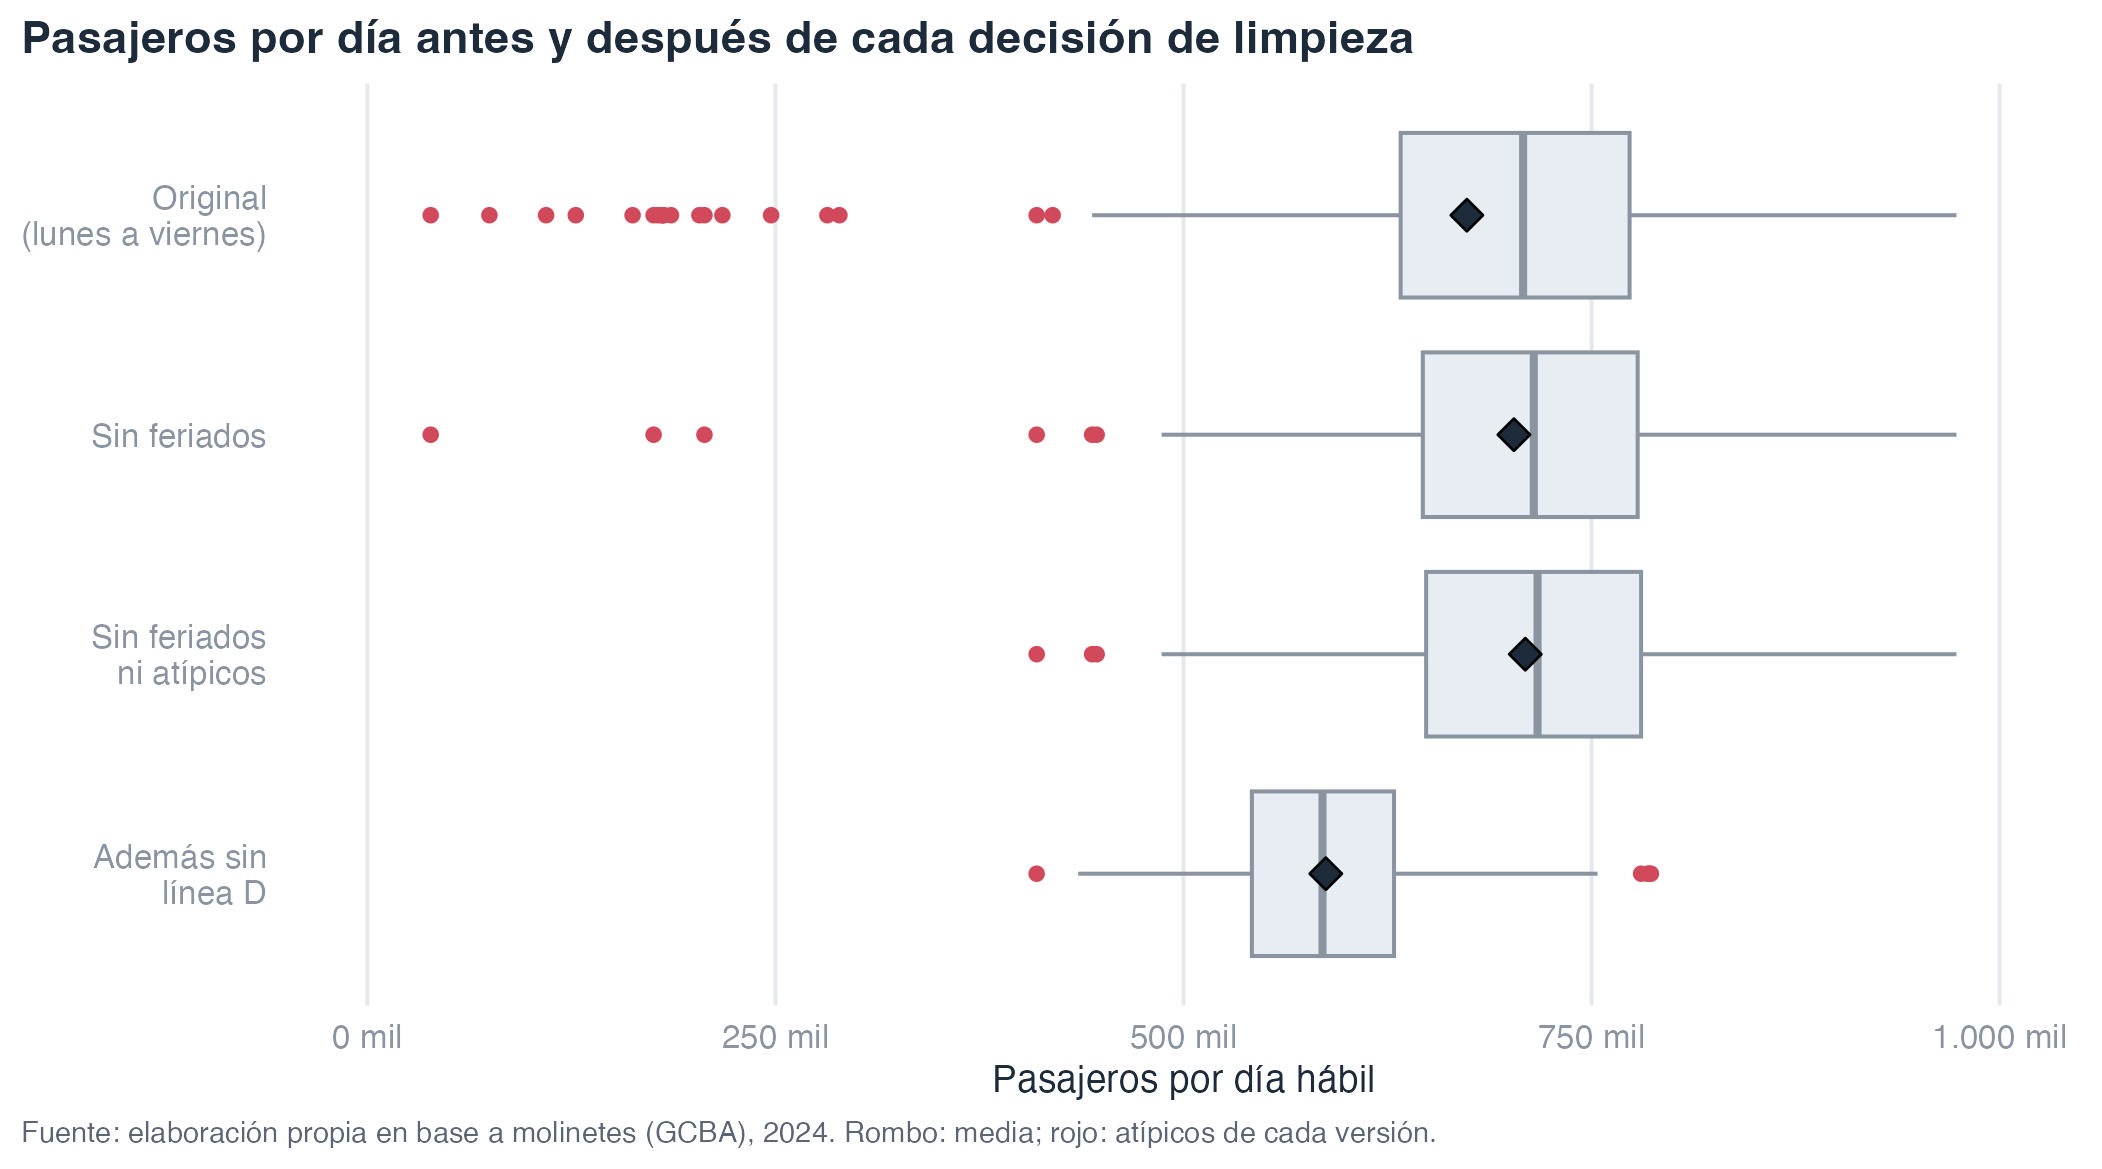 Pasajeros por día antes y después de cada decisión de limpieza
Original
(lunes a viernes)
Sin feriados
Sin feriados
ni atípicos
Además sin
línea D
0 mil
250 mil
500 mil
750 mil
1.000 mil
Pasajeros por día hábil
Fuente: elaboración propia en base a molinetes (GCBA), 2024. Rombo: media; rojo: atípicos de cada versión.